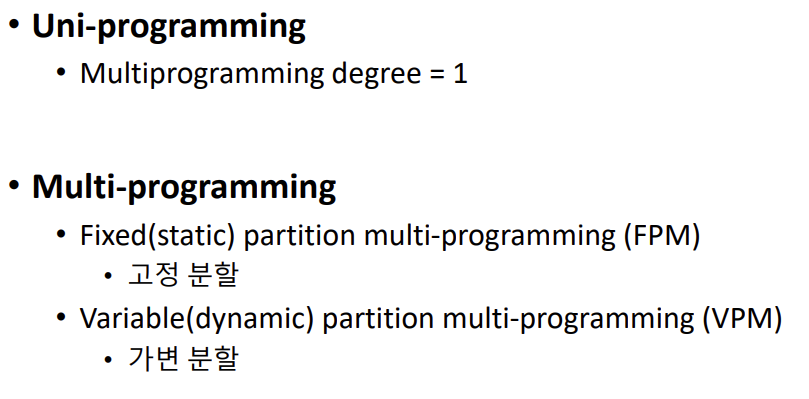 • Uni-programming
• Multiprogramming degree = 1
• Multi-programming
• Fixed(static) partition multi-programming (FPM)
• 고정 분할
• Variable(dynamic) partition multi-programming (VPM)
• 가변 분할